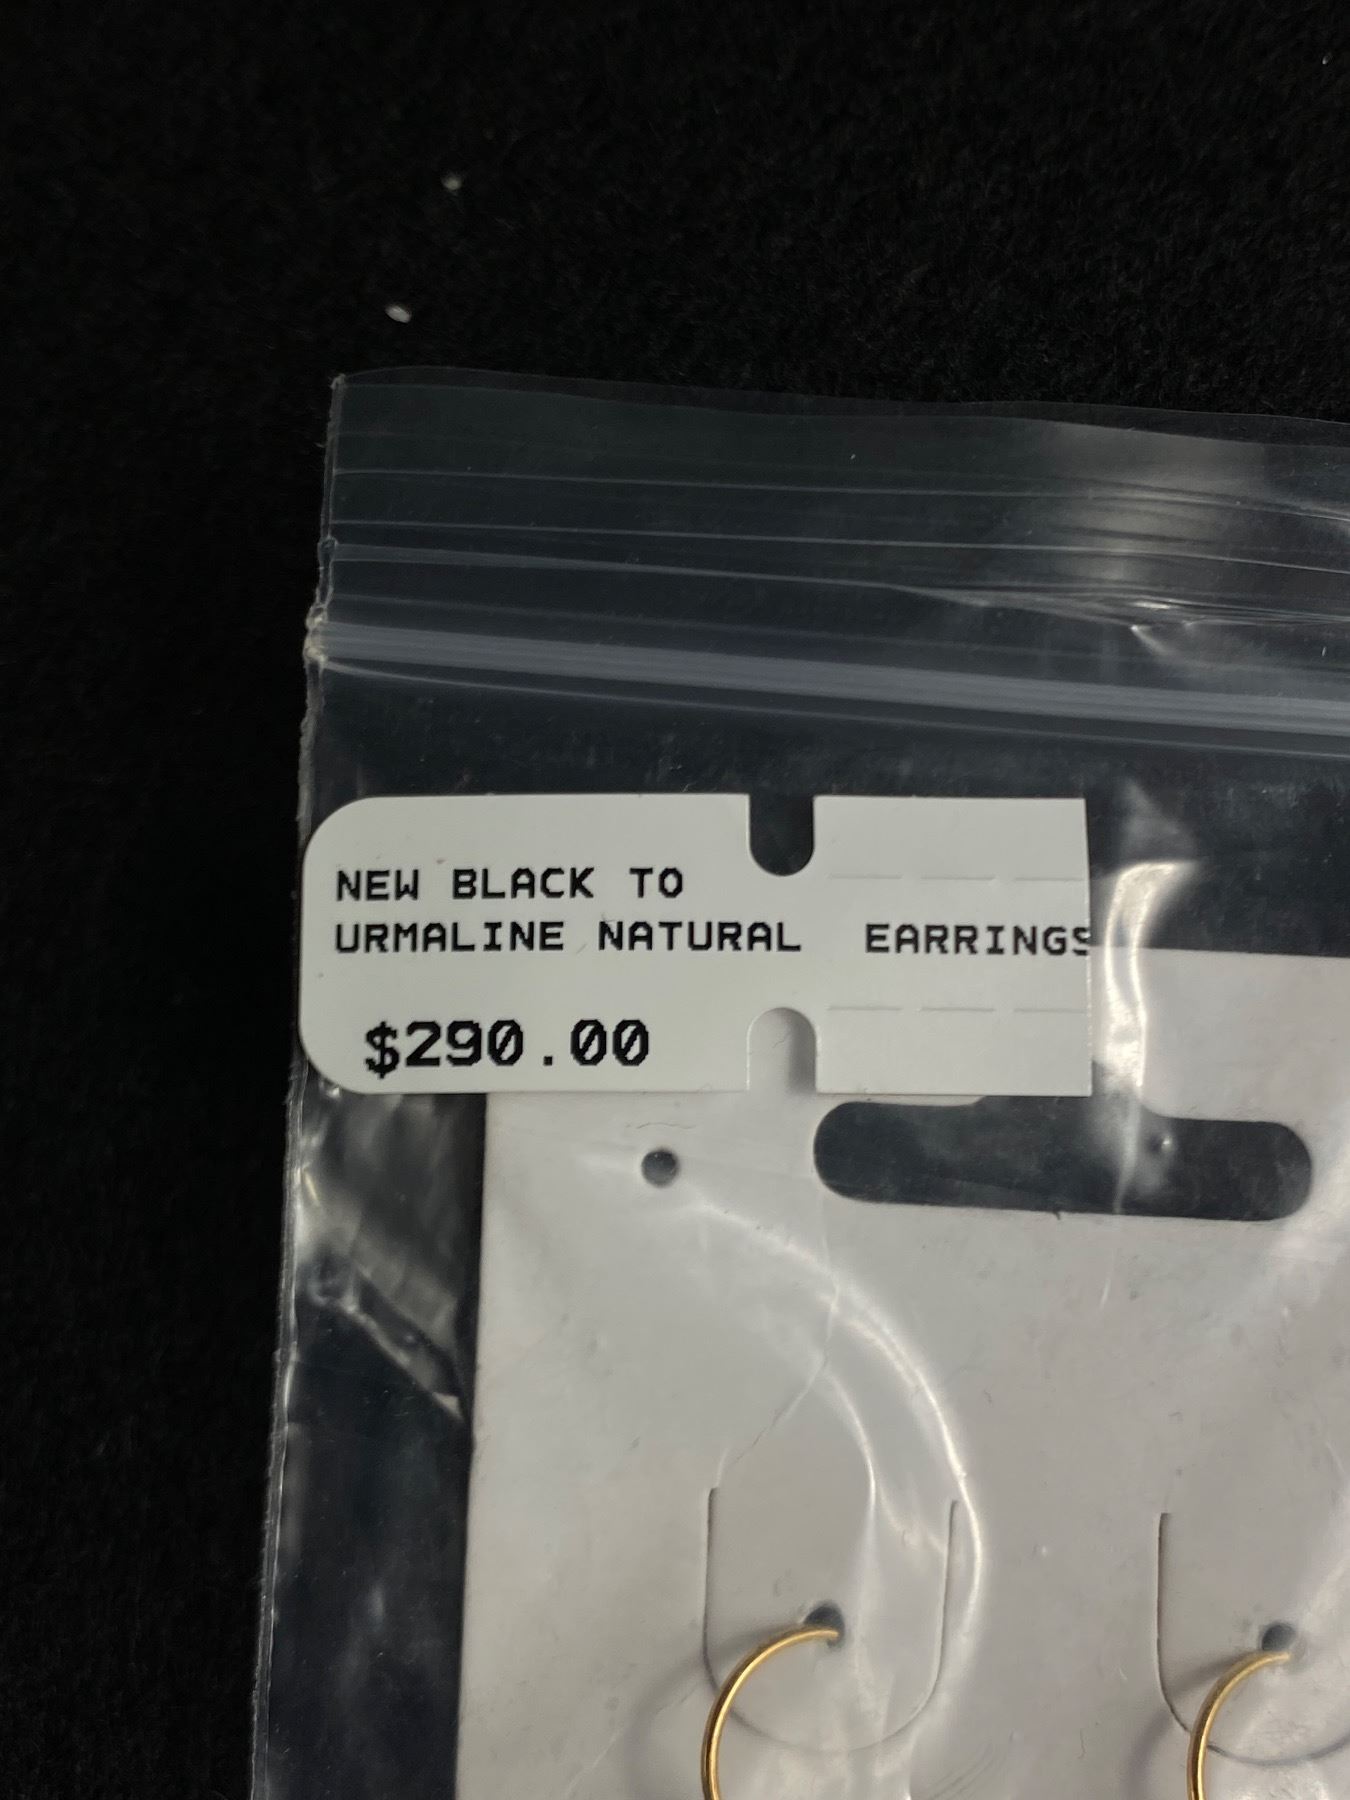 NEW BLACK TO
URMALINE NATURAL EARRINGS
$290.00